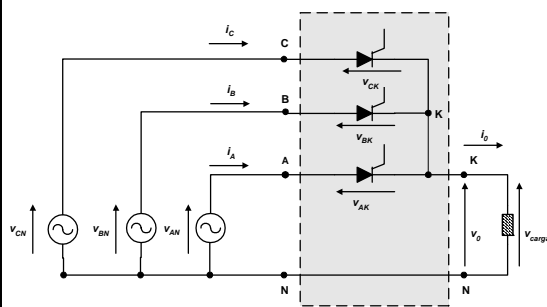 i_C
C
v_CK
i_B
B
K
v_BK
i_0
i_A
A
K
v_AK
v_CN
v_BN
v_AN
v_0
v_carga
N
N